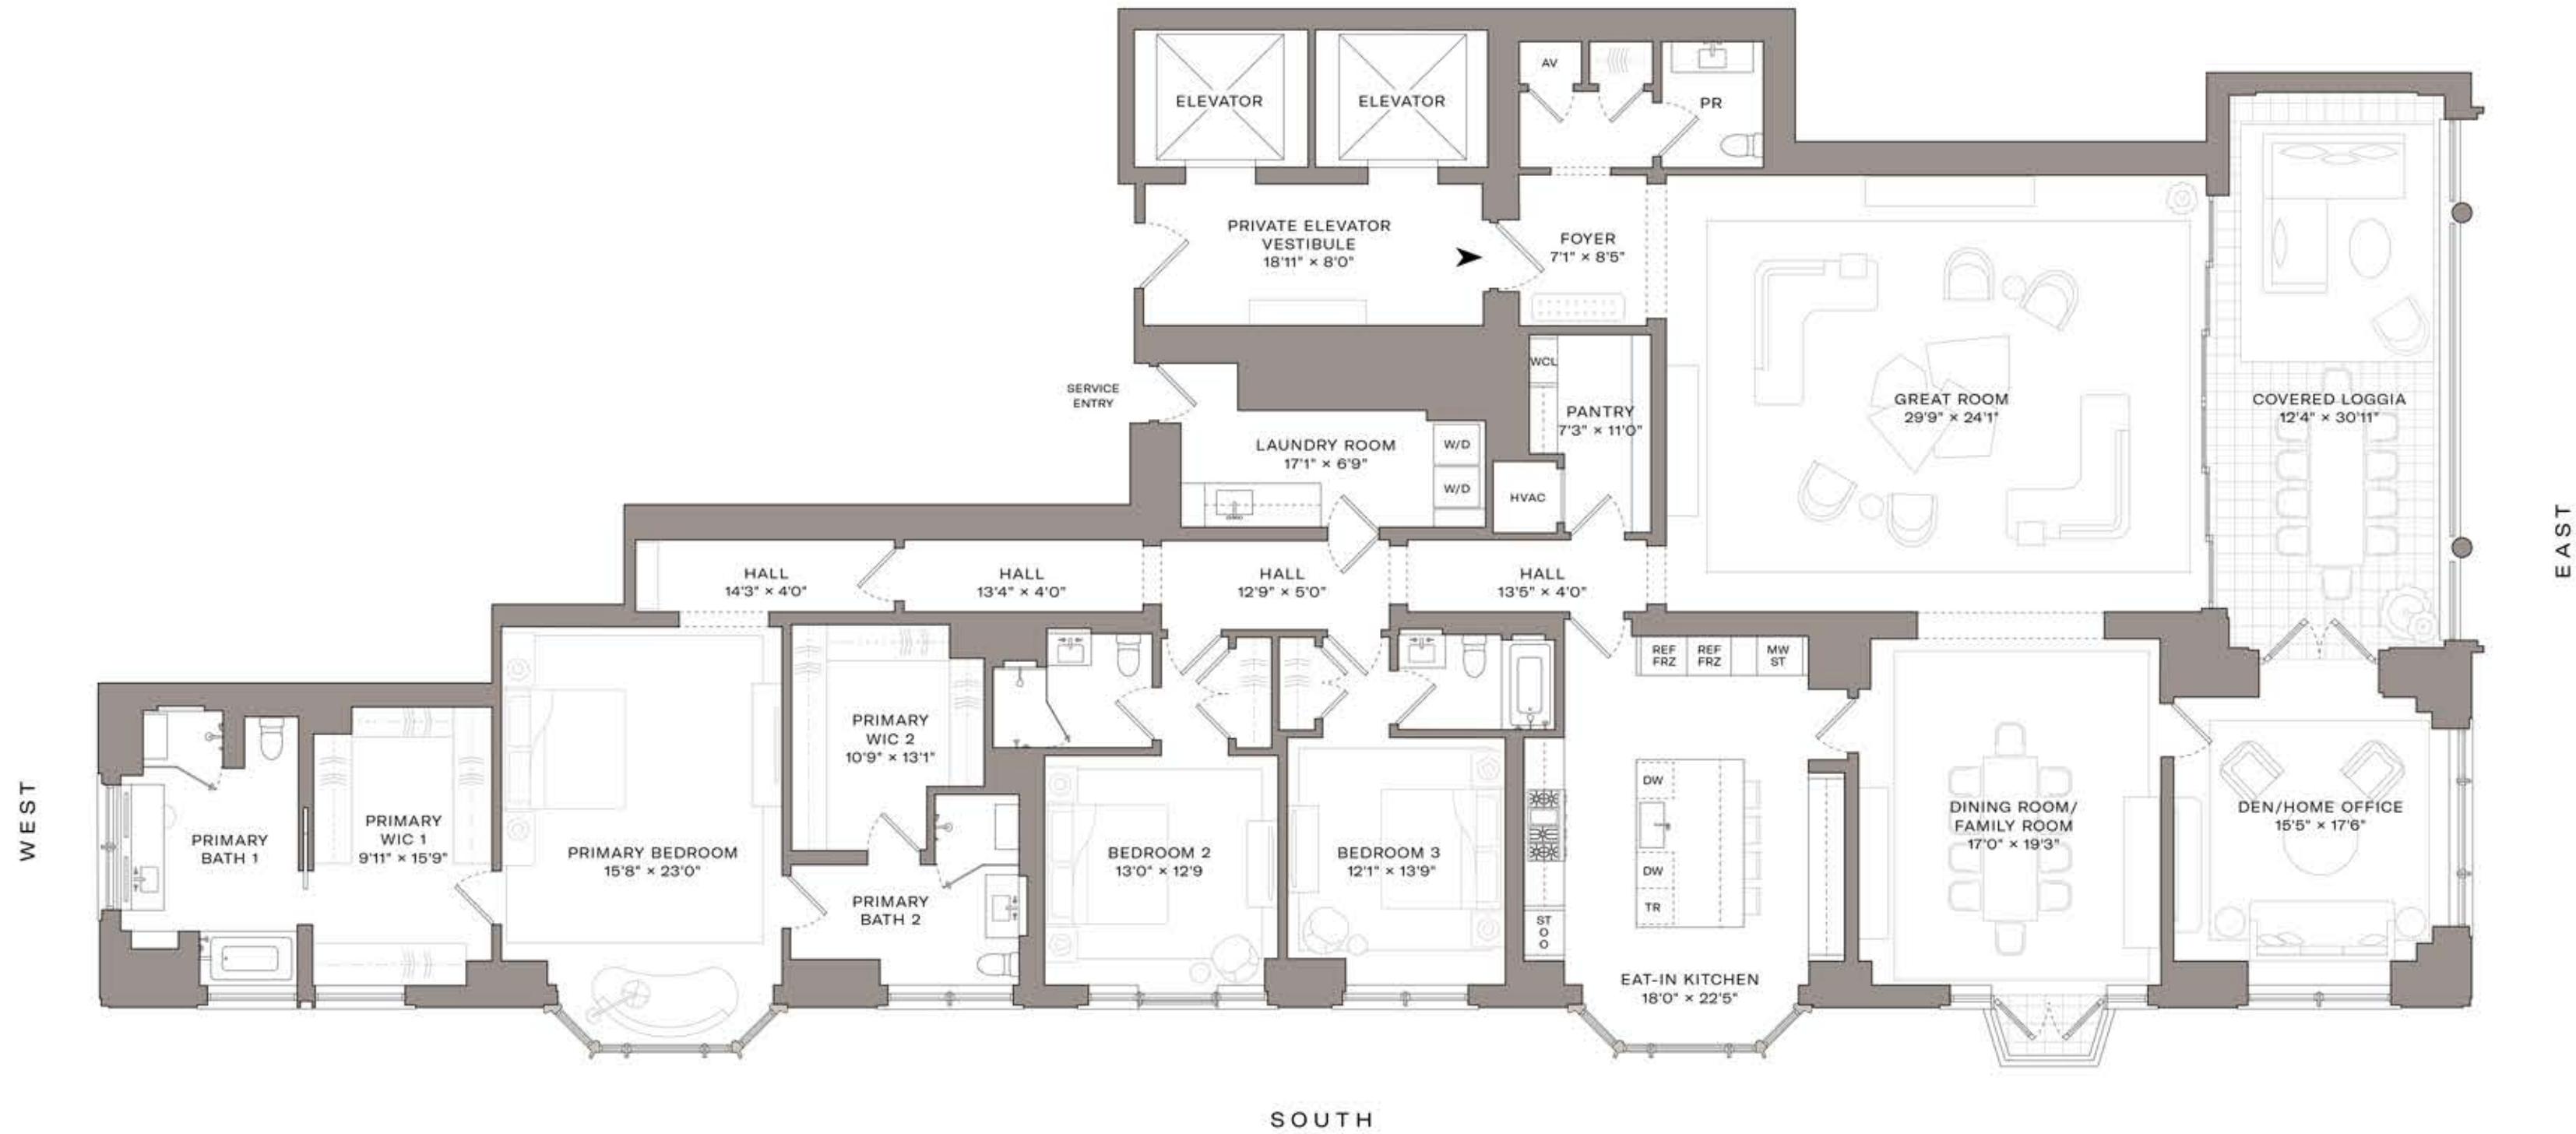 ELEVATOR
ELEVATOR
AV
PR
PRIVATE ELEVATOR
VESTIBULE
18'11" × 8'0"
FOYER
7'1" × 8'5"
SERVICE
ENTRY
LAUNDRY ROOM
17'1" × 6'9"
W/D
W/D
WCL
PANTRY
7'3" × 11'0"
HVAC
GREAT ROOM
29'9" × 24'1"
COVERED LOGGIA
12'4" × 30'11"
EAST
HALL
14'3" × 4'0"
HALL
13'4" × 4'0"
HALL
12'9" × 5'0"
HALL
13'5" × 4'0"
REF
FRZ
REF
FRZ
MW
ST
WEST
PRIMARY
BATH 1
PRIMARY
WIC 1
9'11" × 15'9"
PRIMARY BEDROOM
15'8" × 23'0"
PRIMARY
WIC 2
10'9" × 13'1"
PRIMARY
BATH 2
BEDROOM 2
13'0" × 12'9
BEDROOM 3
12'1" × 13'9"
ST
O
O
DW
DW
TR
EAT-IN KITCHEN
18'0" × 22'5"
DINING ROOM/
FAMILY ROOM
17'0" × 19'3"
DEN/HOME OFFICE
15'5" × 17'6"
SOUTH